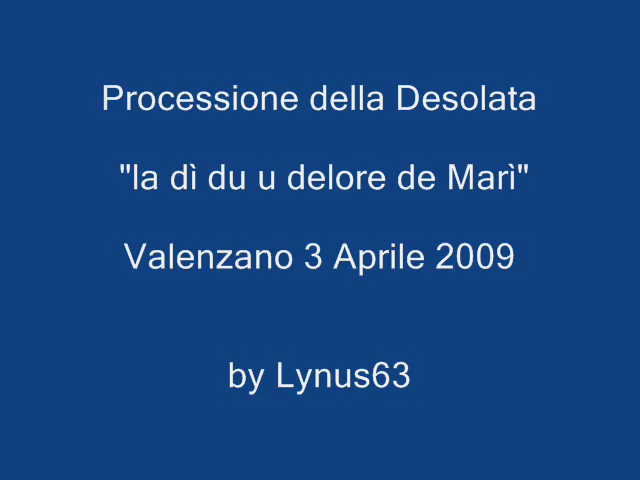 Processione della Desolata
"la dì du u delore de Marì"
Valenzano 3 Aprile 2009
by Lynus63